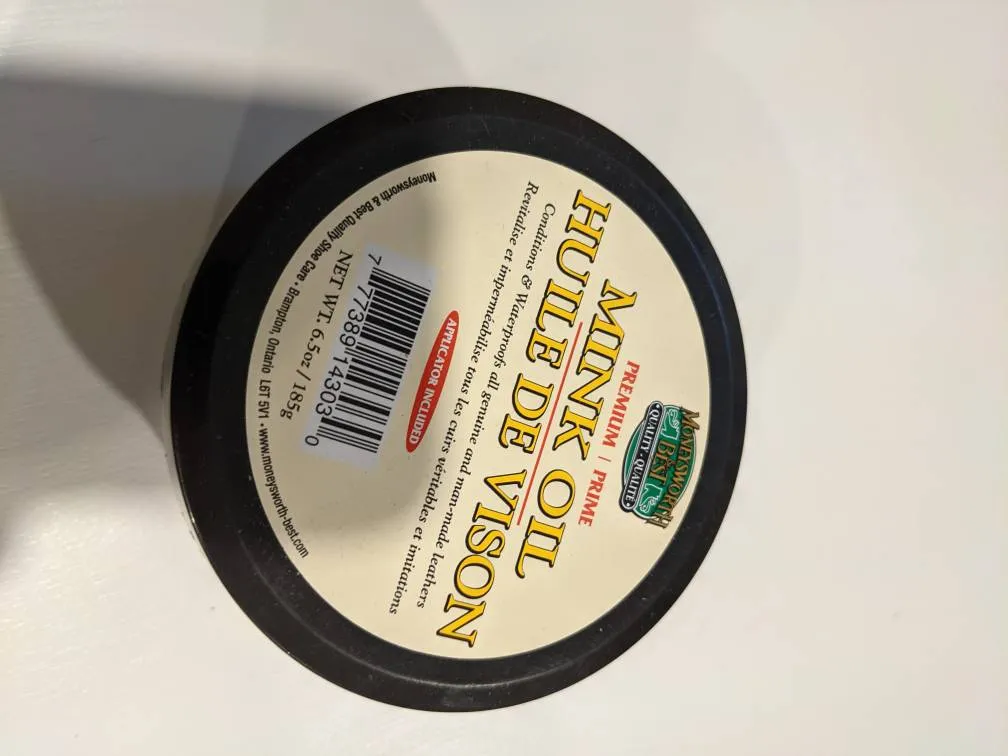 MONEYSWORTH
& BEST
• QUALITY • QUALITÉ •
PREMIUM | PRIME
MINK OIL
HUILE DE VISON
Conditions & Waterproofs all genuine and man-made leathers
Revitalise et imperméabilise tous les cuirs véritables et imitations
APPLICATOR INCLUDED
7 77389 14303 0
NET WT. 6.5oz / 185g
Moneysworth & Best Quality Shoe Care • Brampton, Ontario L6T 5V1 • www.moneysworth-best.com